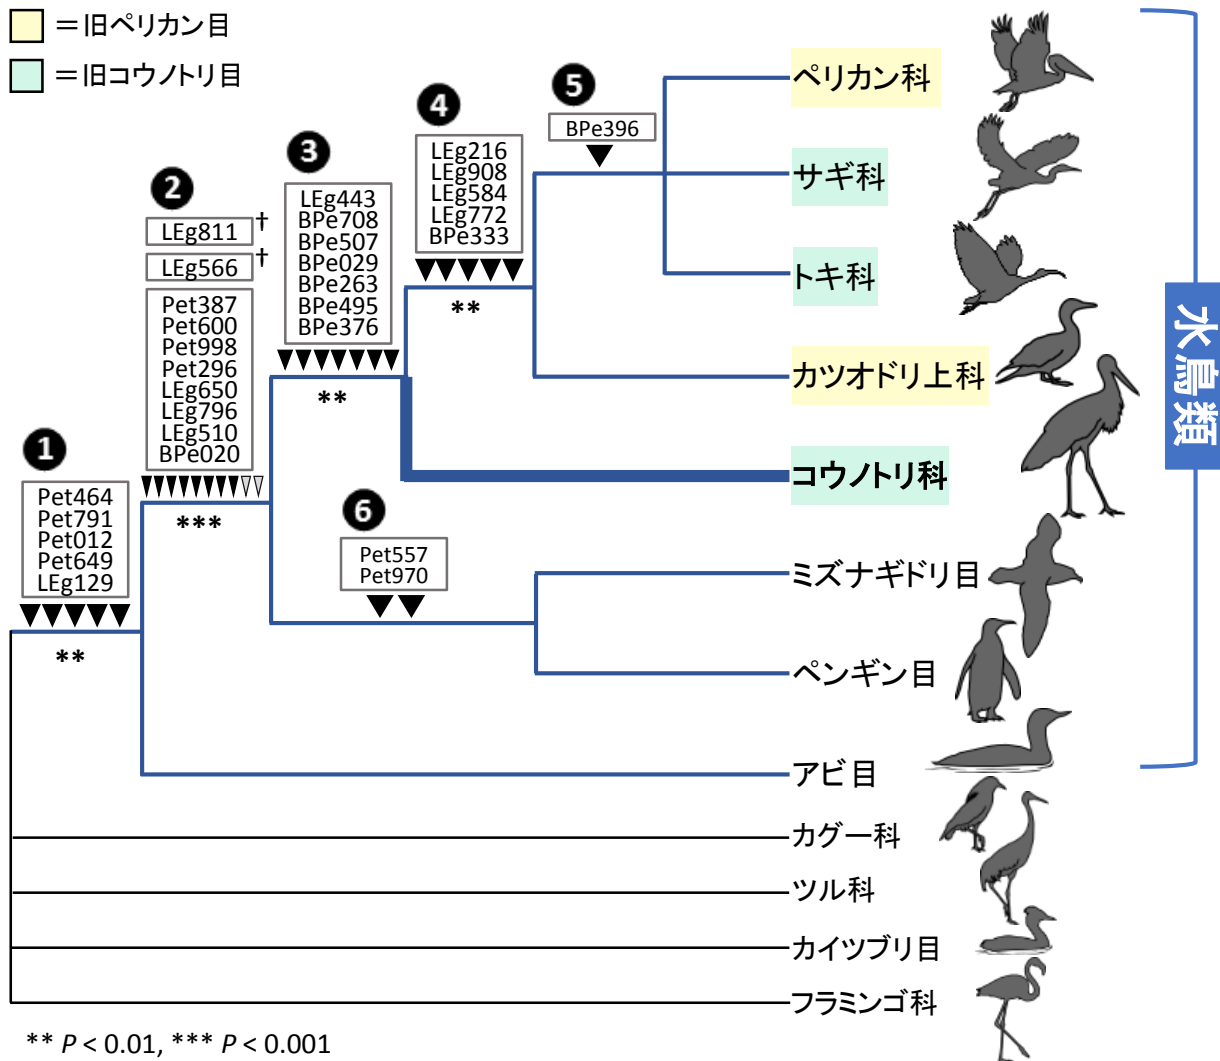 ＝旧ペリカン目
＝旧コウノトリ目
5
BPe396
4
LEg216
LEg908
LEg584
LEg772
BPe333
3
LEg443
BPe708
BPe507
BPe029
BPe263
BPe495
BPe376
2
LEg811 †
LEg566 †
Pet387
Pet600
Pet998
Pet296
LEg650
LEg796
LEg510
BPe020
1
Pet464
Pet791
Pet012
Pet649
LEg129
6
Pet557
Pet970
**
**
***
**
ペリカン科
サギ科
トキ科
カツオドリ上科
コウノトリ科
ミズナギドリ目
ペンギン目
アビ目
カグー科
ツル科
カイツブリ目
フラミンゴ科
水鳥類
** P < 0.01, *** P < 0.001